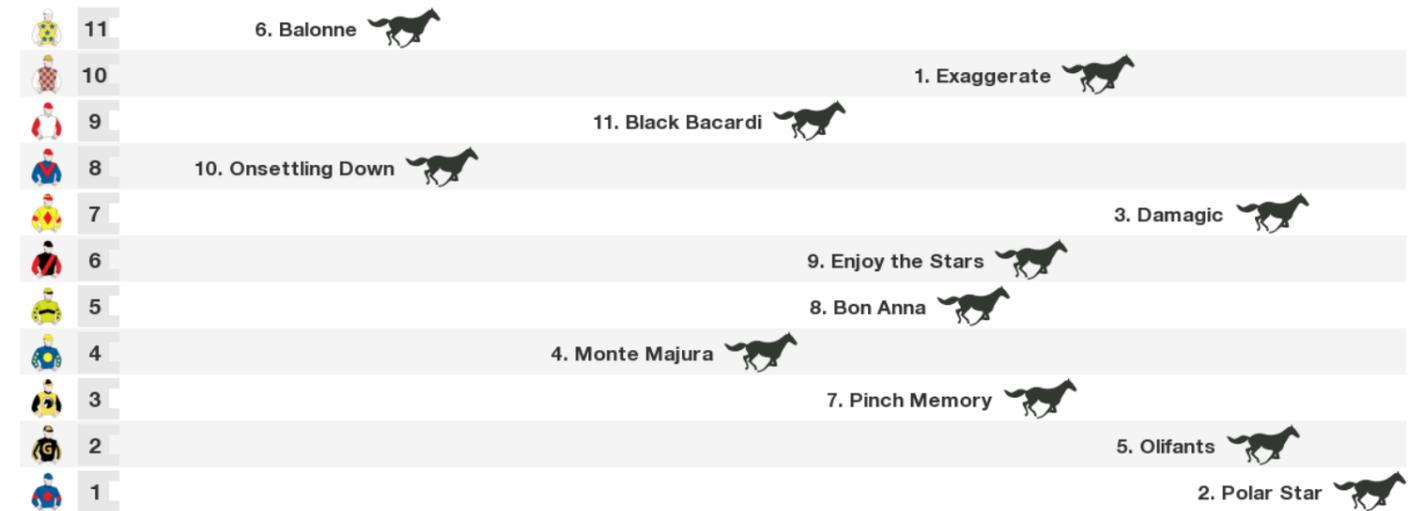 11 6. Balonne
10 1. Exaggerate
9 11. Black Bacardi
8 10. Onsettling Down
7 3. Damagic
6 9. Enjoy the Stars
5 8. Bon Anna
4 4. Monte Majura
3 7. Pinch Memory
G 2 5. Olifants
1 2. Polar Star